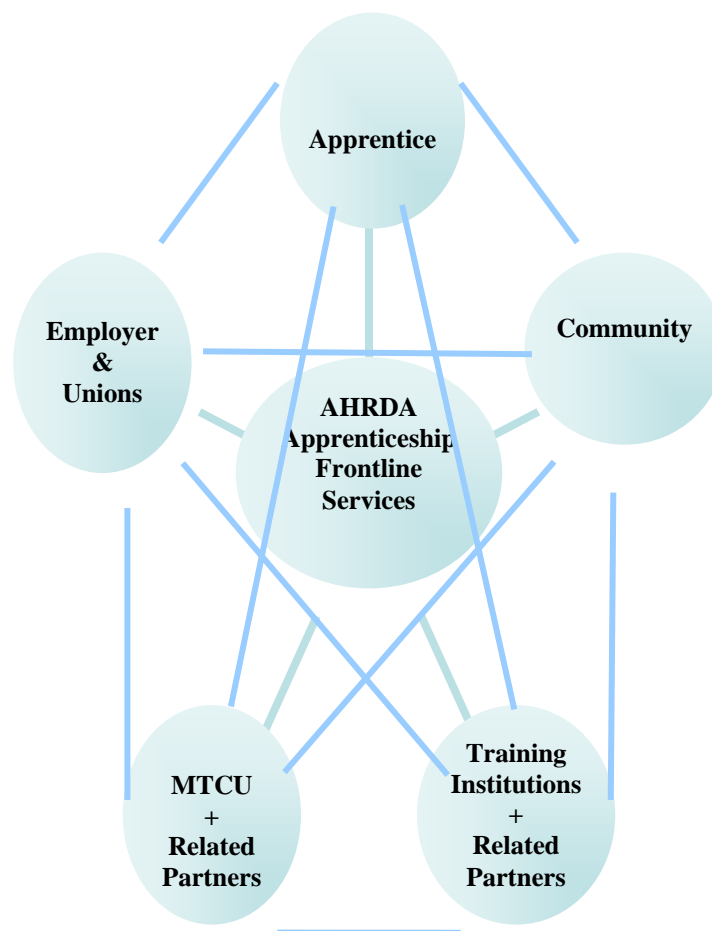 Apprentice
Employer
&
Unions
Community
AHRDA
Apprenticeship
Frontline
Services
MTCU
+
Related
Partners
Training
Institutions
+
Related
Partners